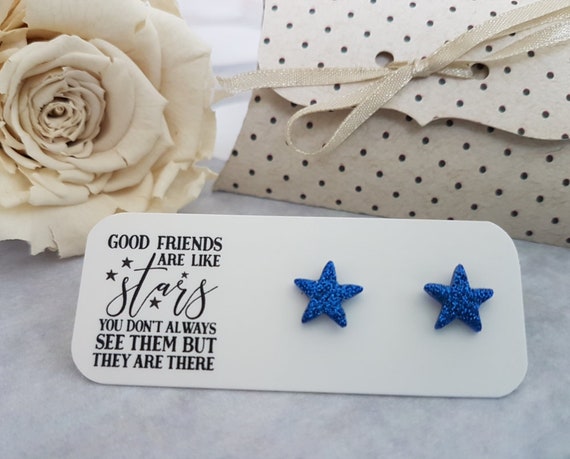 GOOD FRIENDS
ARE LIKE
stars
YOU DON'T ALWAYS
SEE THEM BUT
THEY ARE THERE